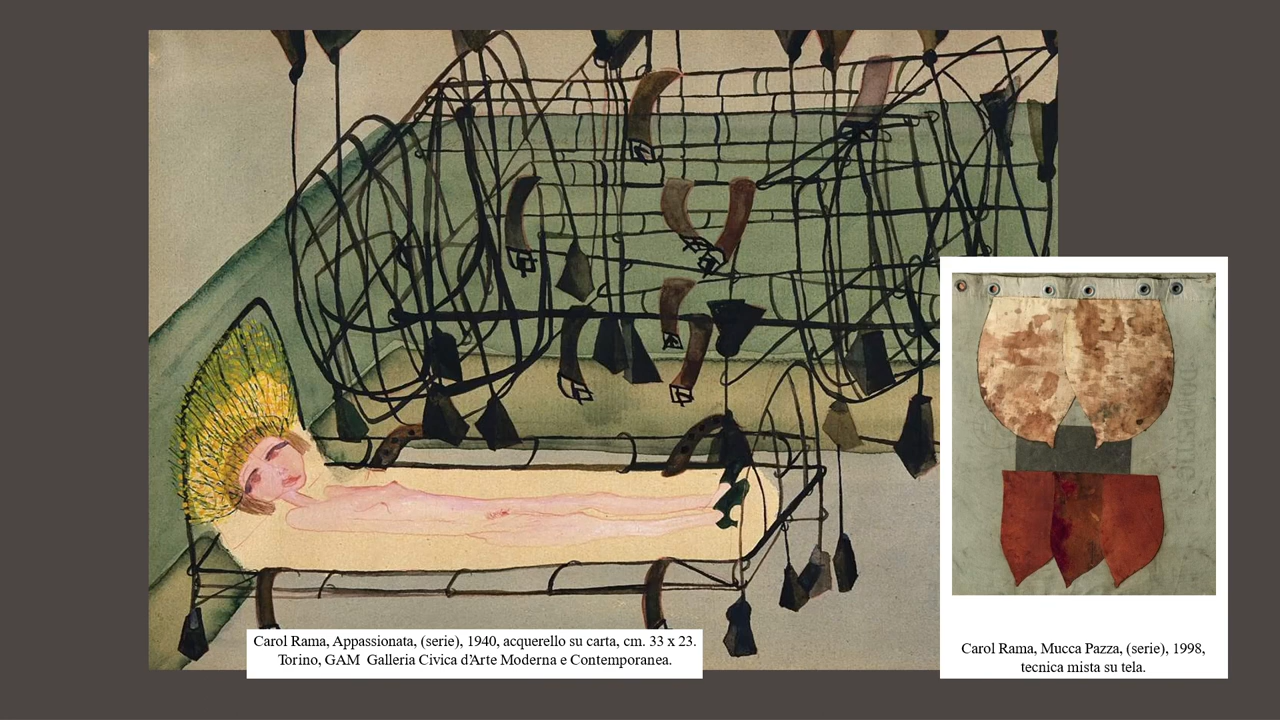 Carol Rama, Appassionata, (serie), 1940, acquerello su carta, cm. 33 x 23.
Torino, GAM  Galleria Civica d'Arte Moderna e Contemporanea.
Carol Rama, Mucca Pazza, (serie), 1998,
tecnica mista su tela.